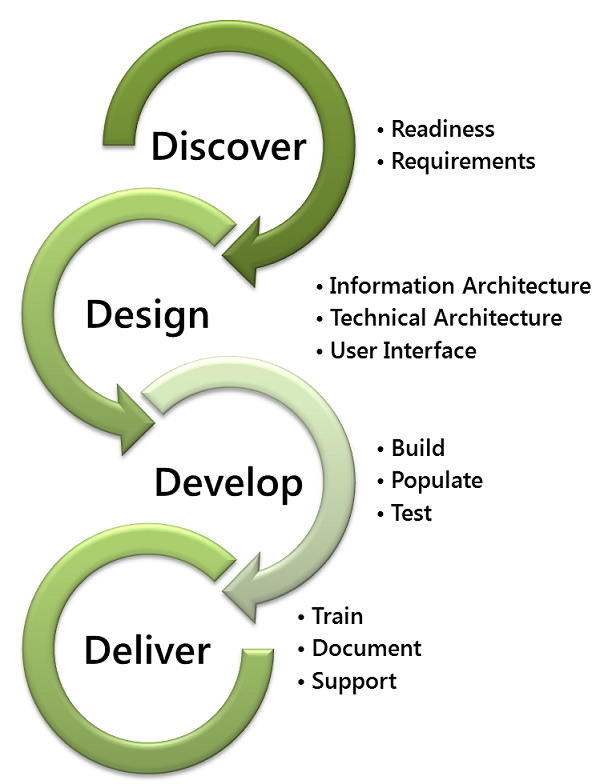 Discover
• Readiness
• Requirements
Design
• Information Architecture
• Technical Architecture
• User Interface
Develop
• Build
• Populate
• Test
Deliver
• Train
• Document
• Support